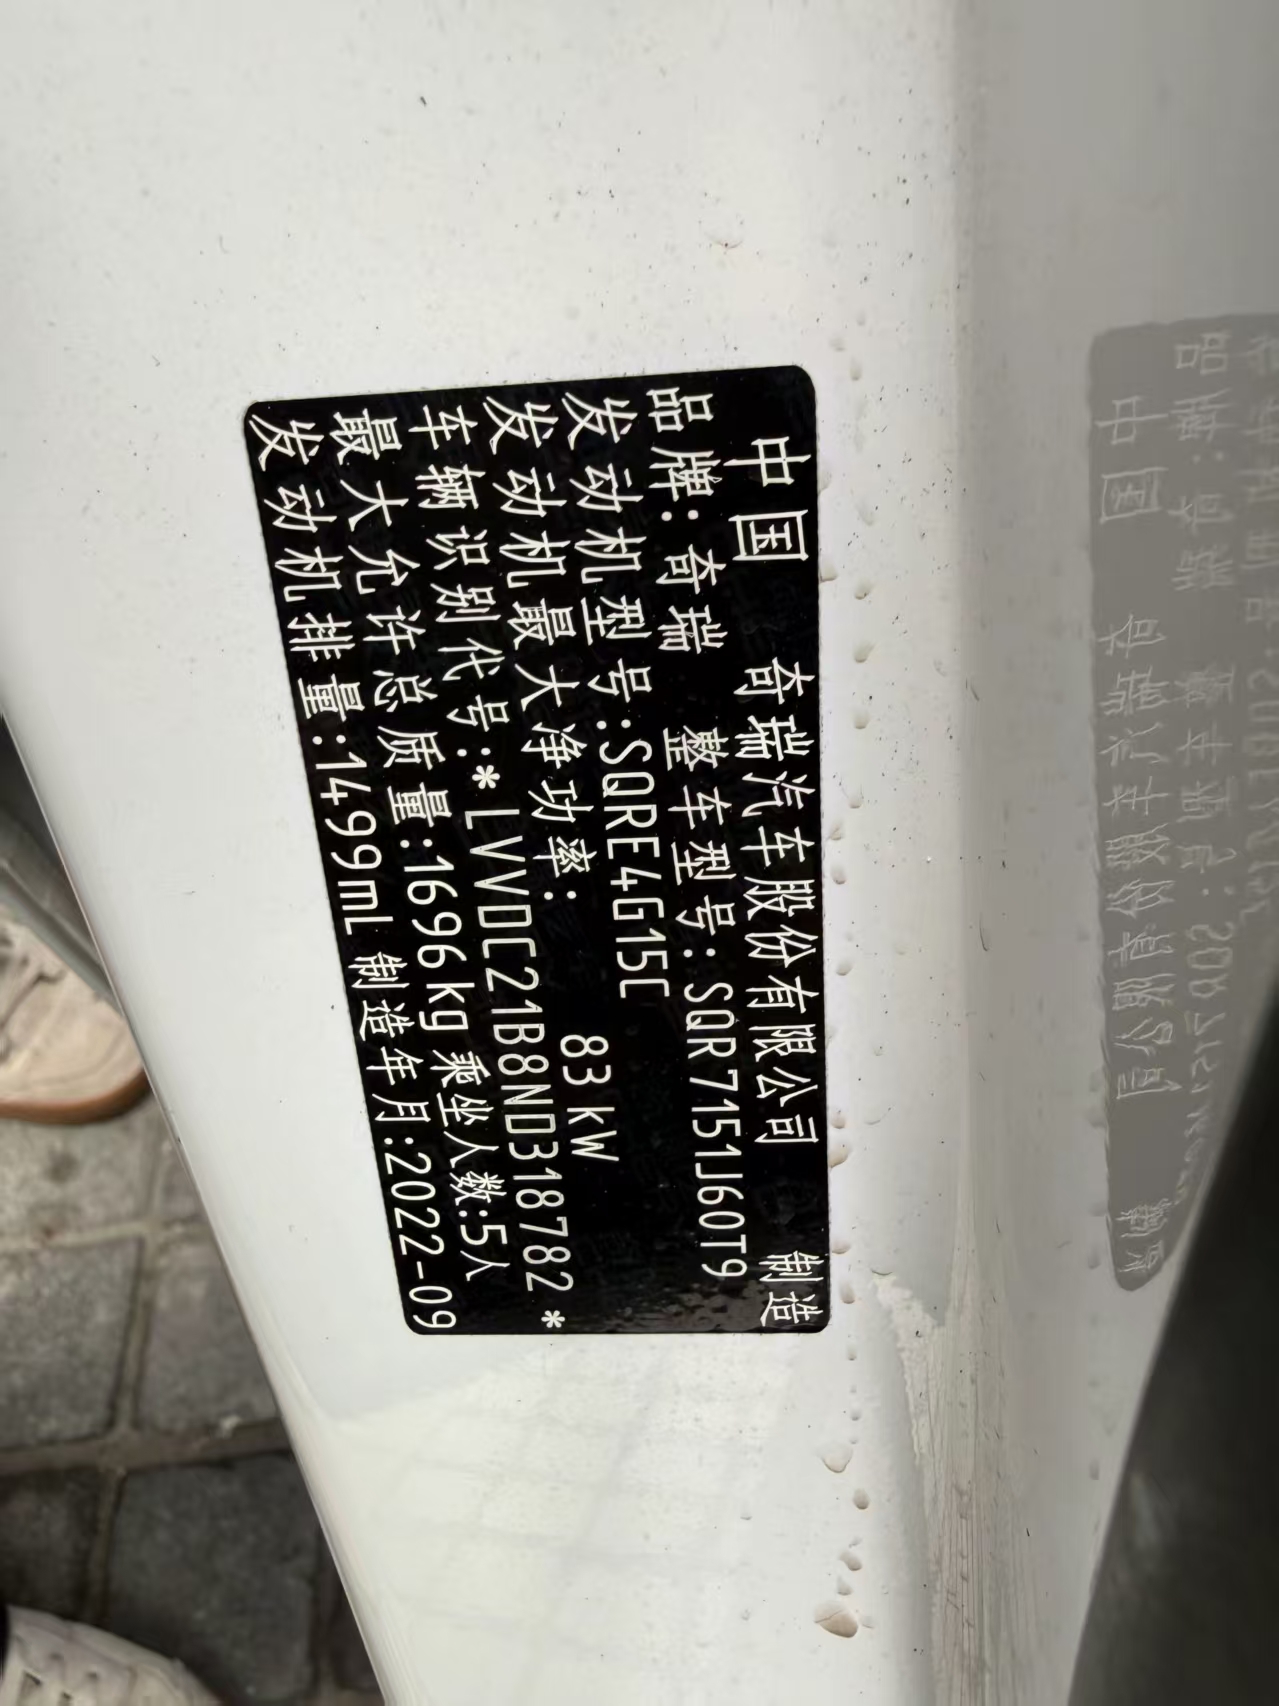 中国 奇瑞汽车股份有限公司 制造
品牌:奇瑞 整车型号:SQR7151J60T9
发动机型号:SQRE4G15C
发动机最大净功率: 83kW
车辆识别代号:*LVVDC21B8ND318782*
最大允许总质量:1696kg 乘坐人数:5人
发动机排量:1499mL 制造年月:2022-09